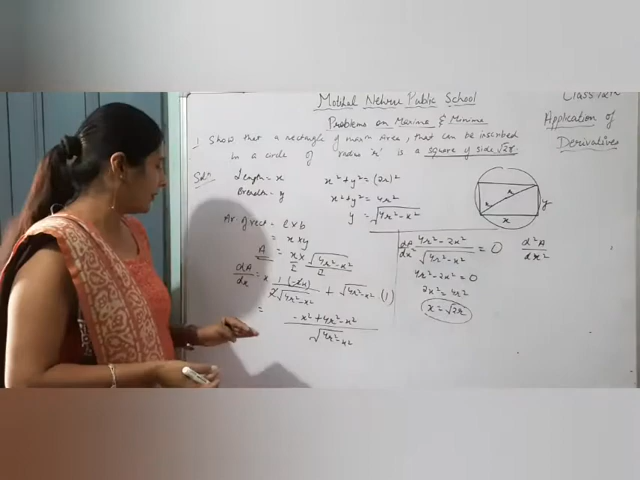 Motilal Nehru Public School
Problems on Maxima & Minima
Application of
Derivatives
1. Show that a rectangle of maxm Area, that can be inscribed
in a circle of radius 'r' is a square of side √2r
Soln.
Length = x
Breadth = y
x² + y² = (2r)²
x² + y² = 4r²
y = √4r² - x²
Ar of rect = l × b
= x × y
A = x × √4r² - x²
dA/dx = x 1 (-2x) / 2√4r² - x² + √4r² - x² (1)
= -x² + 4r² - x² / √4r² - x²
dA/dx = 4r² - 2x² / √4r² - x² = 0
4r² - 2x² = 0
2x² = 4r²
x = √2r
d²A/dx²
r
r
x
y